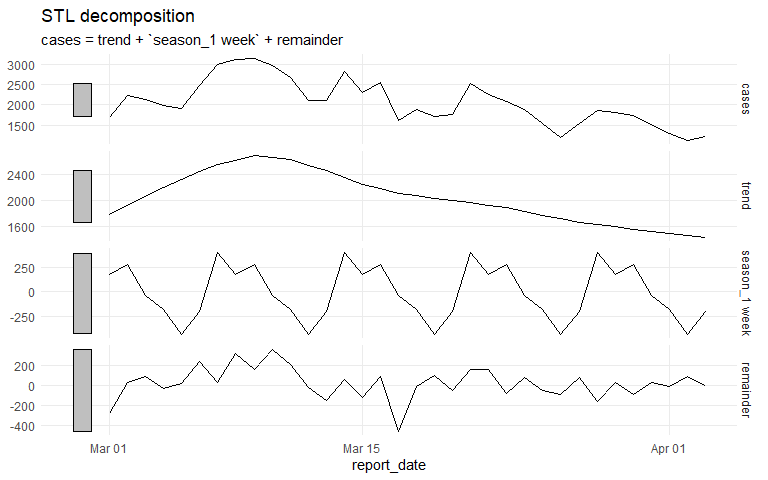 STL decomposition
cases = trend + `season_1 week` + remainder
3000
2500
2000
1500
cases
2400
2000
1600
trend
250
0
-250
season_1 week
200
0
-200
-400
remainder
Mar 01
Mar 15
Apr 01
report_date